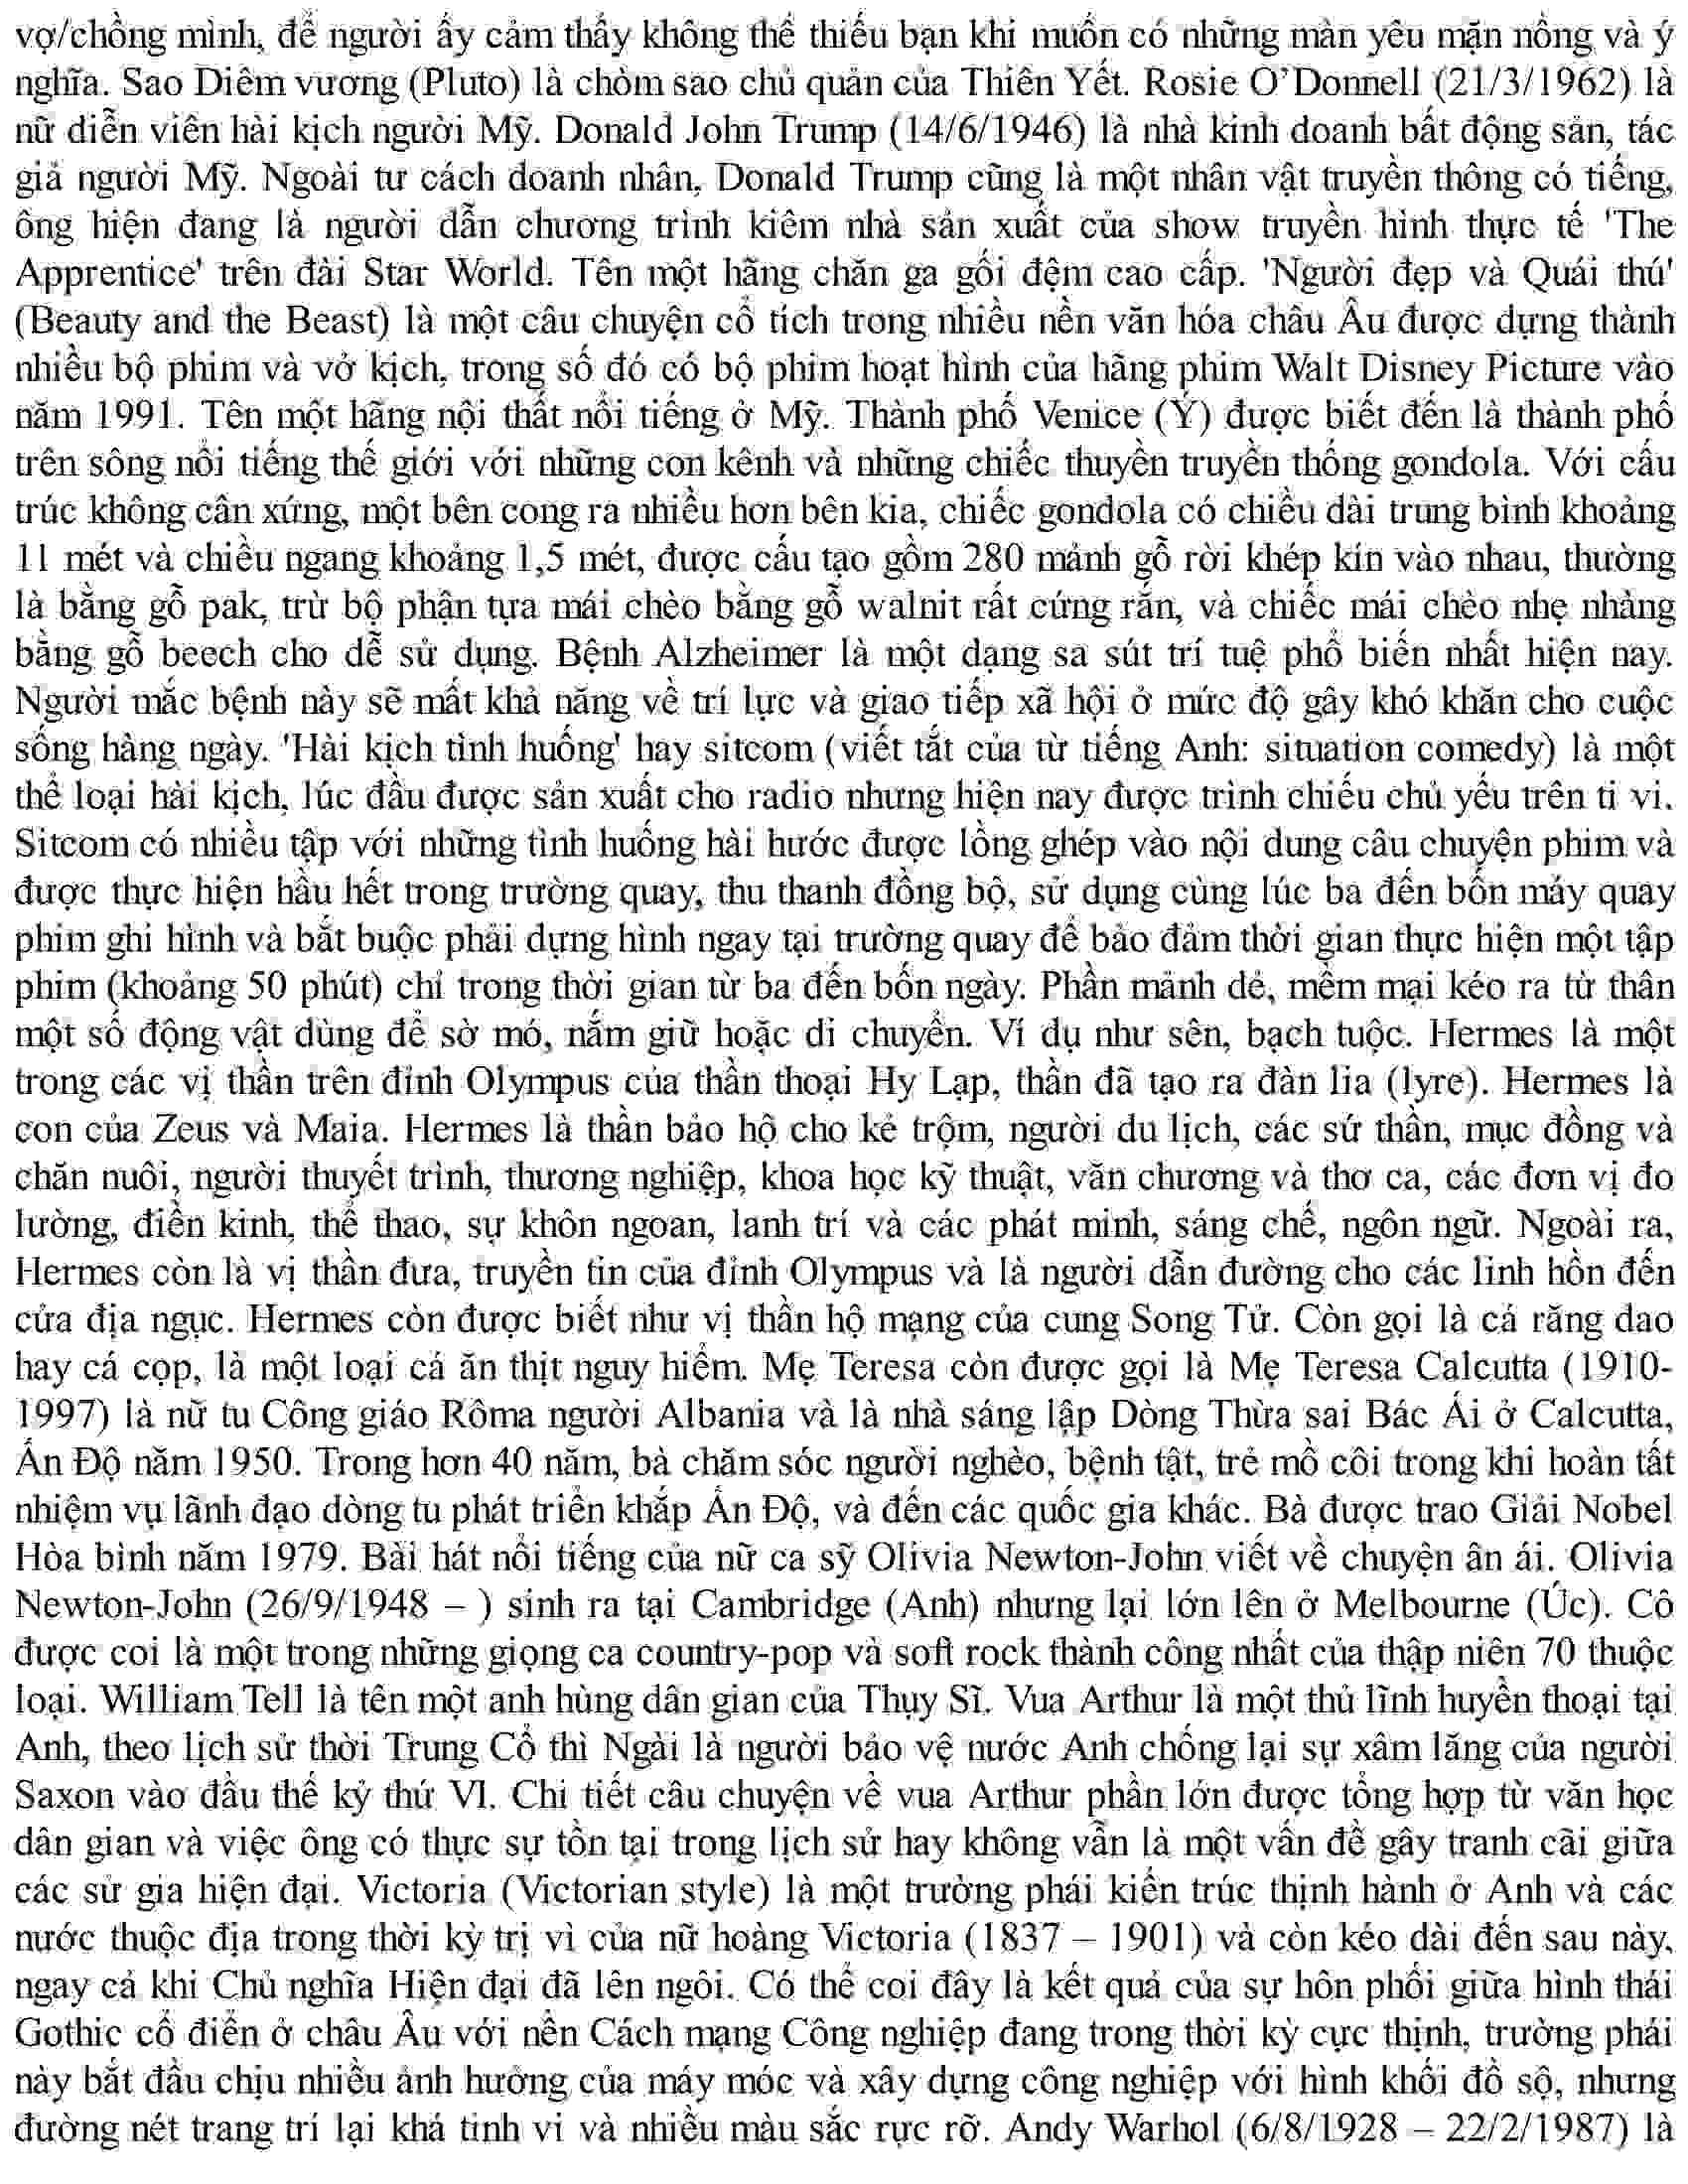 vợ/chồng mình, để người ấy cảm thấy không thể thiếu bạn khi muốn có những màn yêu mặn nồng và ý
nghĩa. Sao Diêm vương (Pluto) là chòm sao chủ quản của Thiên Yết. Rosie O’Donnell (21/3/1962) là
nữ diễn viên hài kịch người Mỹ. Donald John Trump (14/6/1946) là nhà kinh doanh bất động sản, tác
giả người Mỹ. Ngoài tư cách doanh nhân, Donald Trump cũng là một nhân vật truyền thông có tiếng,
ông hiện đang là người dẫn chương trình kiêm nhà sản xuất của show truyền hình thực tế 'The
Apprentice' trên đài Star World. Tên một hãng chăn ga gối đệm cao cấp. 'Người đẹp và Quái thú'
(Beauty and the Beast) là một câu chuyện cổ tích trong nhiều nền văn hóa châu Âu được dựng thành
nhiều bộ phim và vở kịch, trong số đó có bộ phim hoạt hình của hãng phim Walt Disney Picture vào
năm 1991. Tên một hãng nội thất nổi tiếng ở Mỹ. Thành phố Venice (Ý) được biết đến là thành phố
trên sông nổi tiếng thế giới với những con kênh và những chiếc thuyền truyền thống gondola. Với cấu
trúc không cân xứng, một bên cong ra nhiều hơn bên kia, chiếc gondola có chiều dài trung bình khoảng
11 mét và chiều ngang khoảng 1,5 mét, được cấu tạo gồm 280 mảnh gỗ rời khép kín vào nhau, thường
là bằng gỗ pak, trừ bộ phận tựa mái chèo bằng gỗ walnit rất cứng rắn, và chiếc mái chèo nhẹ nhàng
bằng gỗ beech cho dễ sử dụng. Bệnh Alzheimer là một dạng sa sút trí tuệ phổ biến nhất hiện nay.
Người mắc bệnh này sẽ mất khả năng về trí lực và giao tiếp xã hội ở mức độ gây khó khăn cho cuộc
sống hàng ngày. 'Hài kịch tình huống' hay sitcom (viết tắt của từ tiếng Anh: situation comedy) là một
thể loại hài kịch, lúc đầu được sản xuất cho radio nhưng hiện nay được trình chiếu chủ yếu trên ti vi.
Sitcom có nhiều tập với những tình huống hài hước được lồng ghép vào nội dung câu chuyện phim và
được thực hiện hầu hết trong trường quay, thu thanh đồng bộ, sử dụng cùng lúc ba đến bốn máy quay
phim ghi hình và bắt buộc phải dựng hình ngay tại trường quay để bảo đảm thời gian thực hiện một tập
phim (khoảng 50 phút) chỉ trong thời gian từ ba đến bốn ngày. Phần mảnh dẻ, mềm mại kéo ra từ thân
một số động vật dùng để sờ mó, nắm giữ hoặc di chuyển. Ví dụ như sên, bạch tuộc. Hermes là một
trong các vị thần trên đỉnh Olympus của thần thoại Hy Lạp, thần đã tạo ra đàn lia (lyre). Hermes là
con của Zeus và Maia. Hermes là thần bảo hộ cho kẻ trộm, người du lịch, các sứ thần, mục đồng và
chăn nuôi, người thuyết trình, thương nghiệp, khoa học kỹ thuật, văn chương và thơ ca, các đơn vị đo
lường, điền kinh, thể thao, sự khôn ngoan, lanh trí và các phát minh, sáng chế, ngôn ngữ. Ngoài ra,
Hermes còn là vị thần đưa, truyền tin của đỉnh Olympus và là người dẫn đường cho các linh hồn đến
cửa địa ngục. Hermes còn được biết như vị thần hộ mạng của cung Song Tử. Còn gọi là cá răng dao
hay cá cọp, là một loại cá ăn thịt nguy hiểm. Mẹ Teresa còn được gọi là Mẹ Teresa Calcutta (1910-
1997) là nữ tu Công giáo Rôma người Albania và là nhà sáng lập Dòng Thừa sai Bác Ái ở Calcutta,
Ấn Độ năm 1950. Trong hơn 40 năm, bà chăm sóc người nghèo, bệnh tật, trẻ mồ côi trong khi hoàn tất
nhiệm vụ lãnh đạo dòng tu phát triển khắp Ấn Độ, và đến các quốc gia khác. Bà được trao Giải Nobel
Hòa bình năm 1979. Bài hát nổi tiếng của nữ ca sỹ Olivia Newton-John viết về chuyện ân ái. Olivia
Newton-John (26/9/1948 – ) sinh ra tại Cambridge (Anh) nhưng lại lớn lên ở Melbourne (Úc). Cô
được coi là một trong những giọng ca country-pop và soft rock thành công nhất của thập niên 70 thuộc
loại. William Tell là tên một anh hùng dân gian của Thụy Sĩ. Vua Arthur là một thủ lĩnh huyền thoại tại
Anh, theo lịch sử thời Trung Cổ thì Ngài là người bảo vệ nước Anh chống lại sự xâm lăng của người
Saxon vào đầu thế kỷ thứ VI. Chi tiết câu chuyện về vua Arthur phần lớn được tổng hợp từ văn học
dân gian và việc ông có thực sự tồn tại trong lịch sử hay không vẫn là một vấn đề gây tranh cãi giữa
các sử gia hiện đại. Victoria (Victorian style) là một trường phái kiến trúc thịnh hành ở Anh và các
nước thuộc địa trong thời kỳ trị vì của nữ hoàng Victoria (1837 – 1901) và còn kéo dài đến sau này,
ngay cả khi Chủ nghĩa Hiện đại đã lên ngôi. Có thể coi đây là kết quả của sự hôn phối giữa hình thái
Gothic cổ điển ở châu Âu với nền Cách mạng Công nghiệp đang trong thời kỳ cực thịnh, trường phái
này bắt đầu chịu nhiều ảnh hưởng của máy móc và xây dựng công nghiệp với hình khối đồ sộ, nhưng
đường nét trang trí lại khá tinh vi và nhiều màu sắc rực rỡ. Andy Warhol (6/8/1928 – 22/2/1987) là